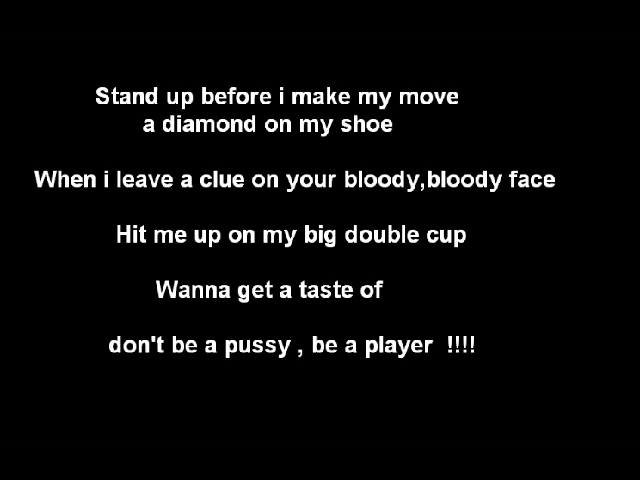 Stand up before i make my move
a diamond on my shoe
When i leave a clue on your bloody,bloody face
Hit me up on my big double cup
Wanna get a taste of
don't be a pussy , be a player  !!!!